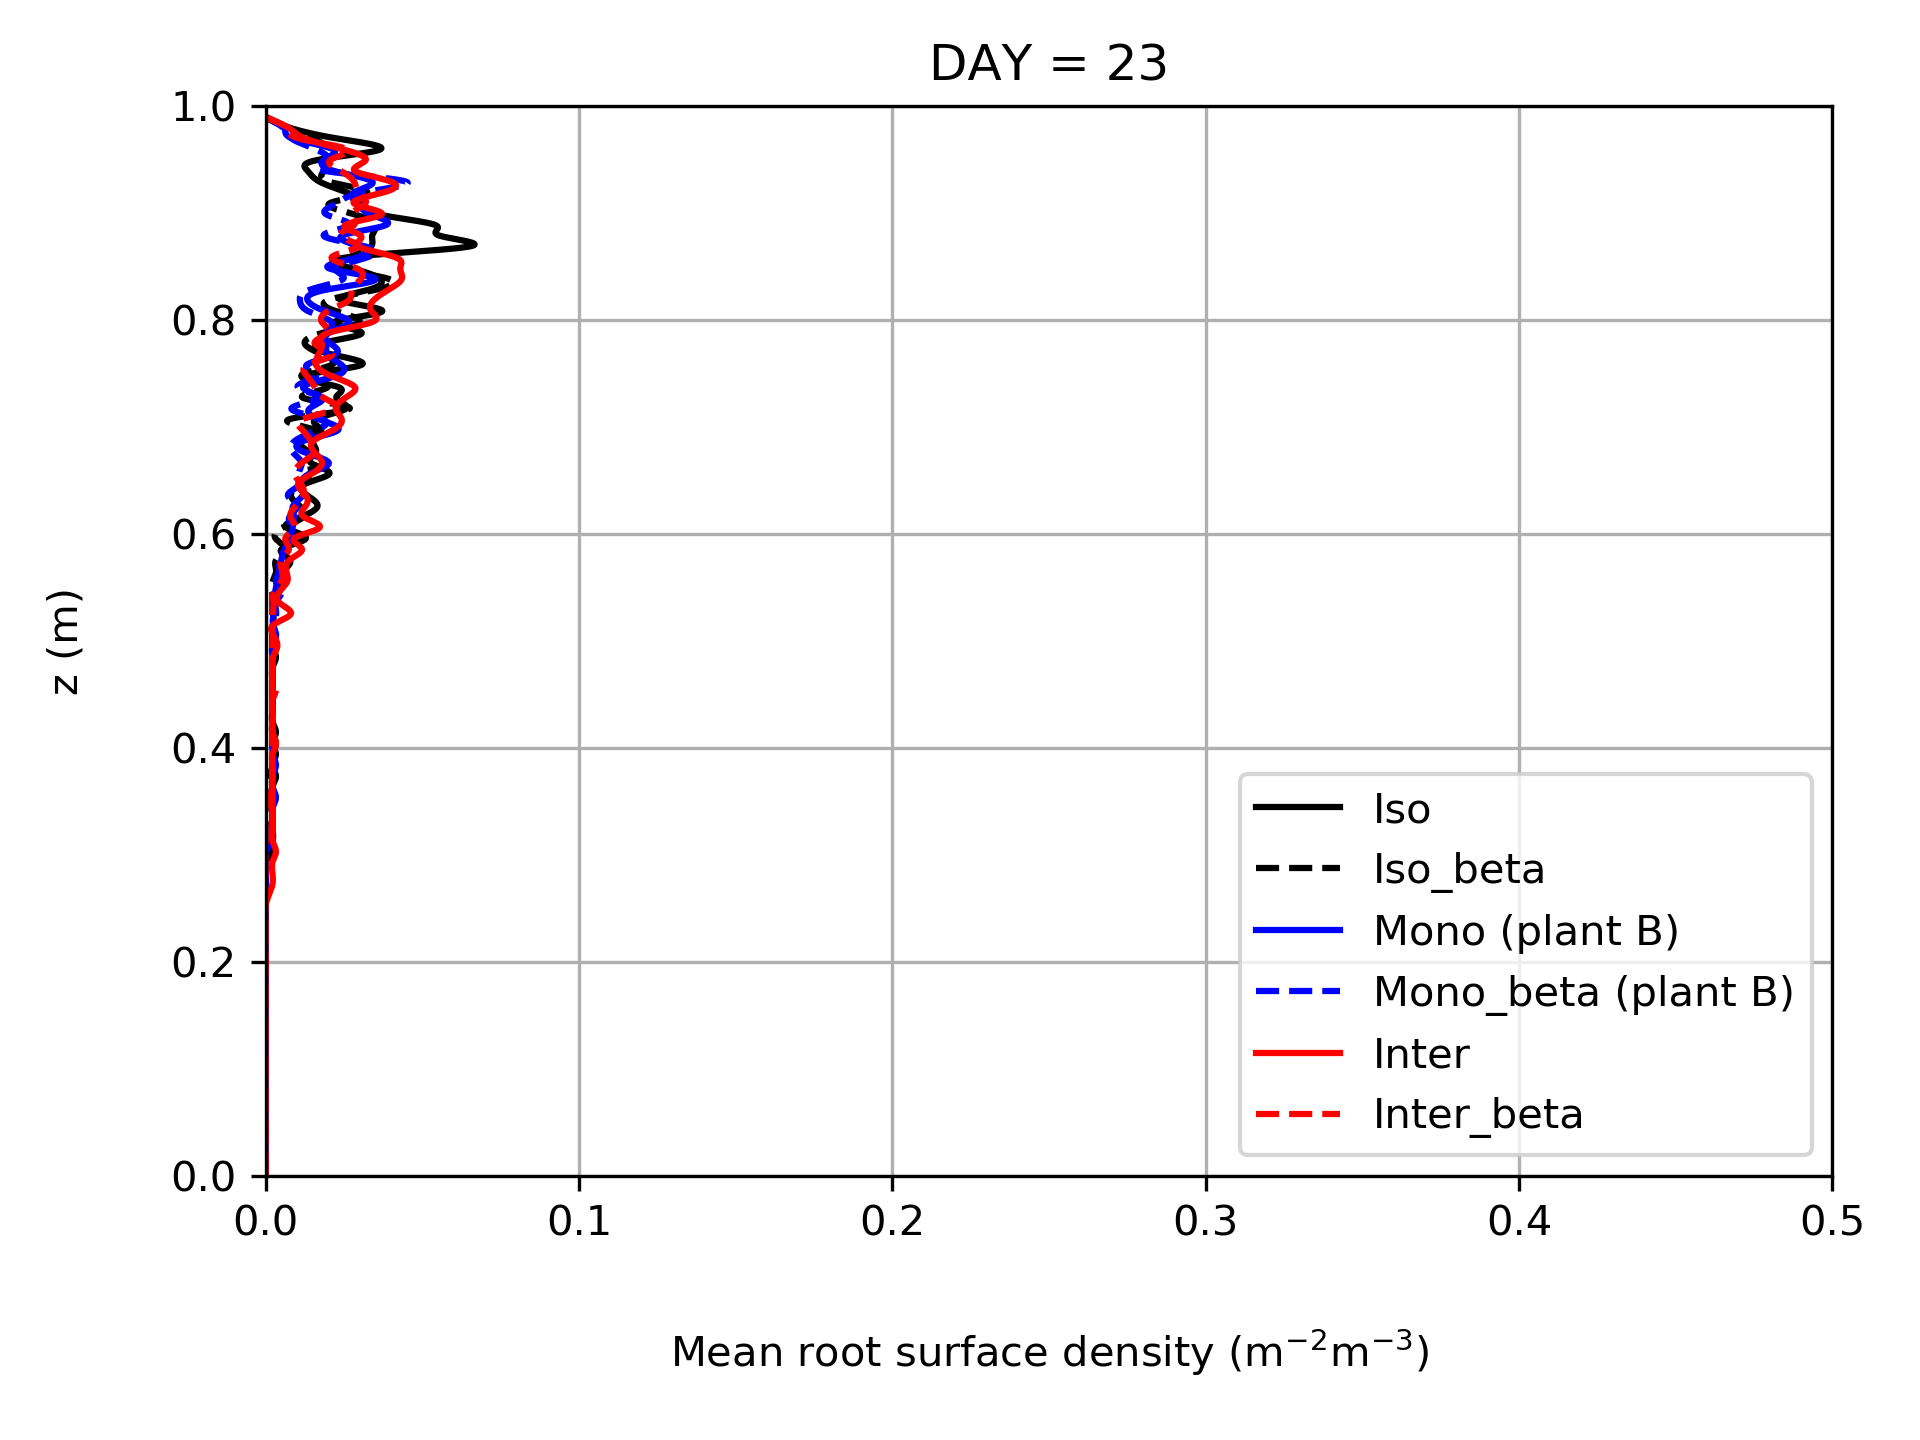 DAY = 23
1.0
0.8
0.6
0.4
0.2
0.0
z (m)
0.0 0.1 0.2 0.3 0.4 0.5
Mean root surface density (m⁻²m⁻³)
Iso
Iso_beta
Mono (plant B)
Mono_beta (plant B)
Inter
Inter_beta